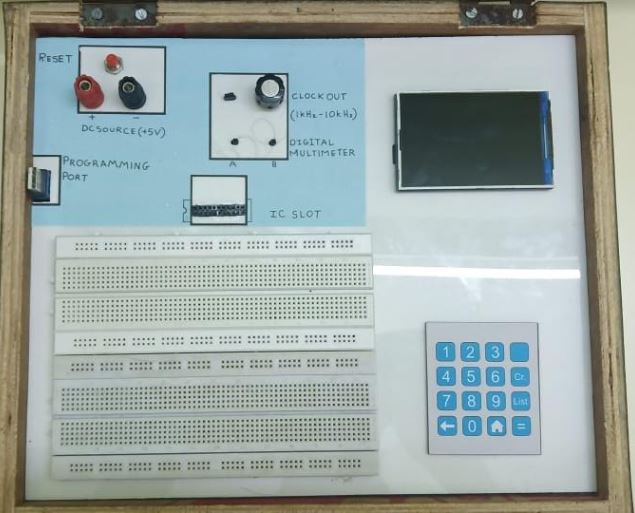 RESET
+ -
DC SOURCE (+5V)
CLOCK OUT
(1kHz-10kHz)
DIGITAL
MULTIMETER
A B
PROGRAMMING
PORT
IC SLOT
1 2 3
4 5 6 Cr.
7 8 9 List
← 0 =